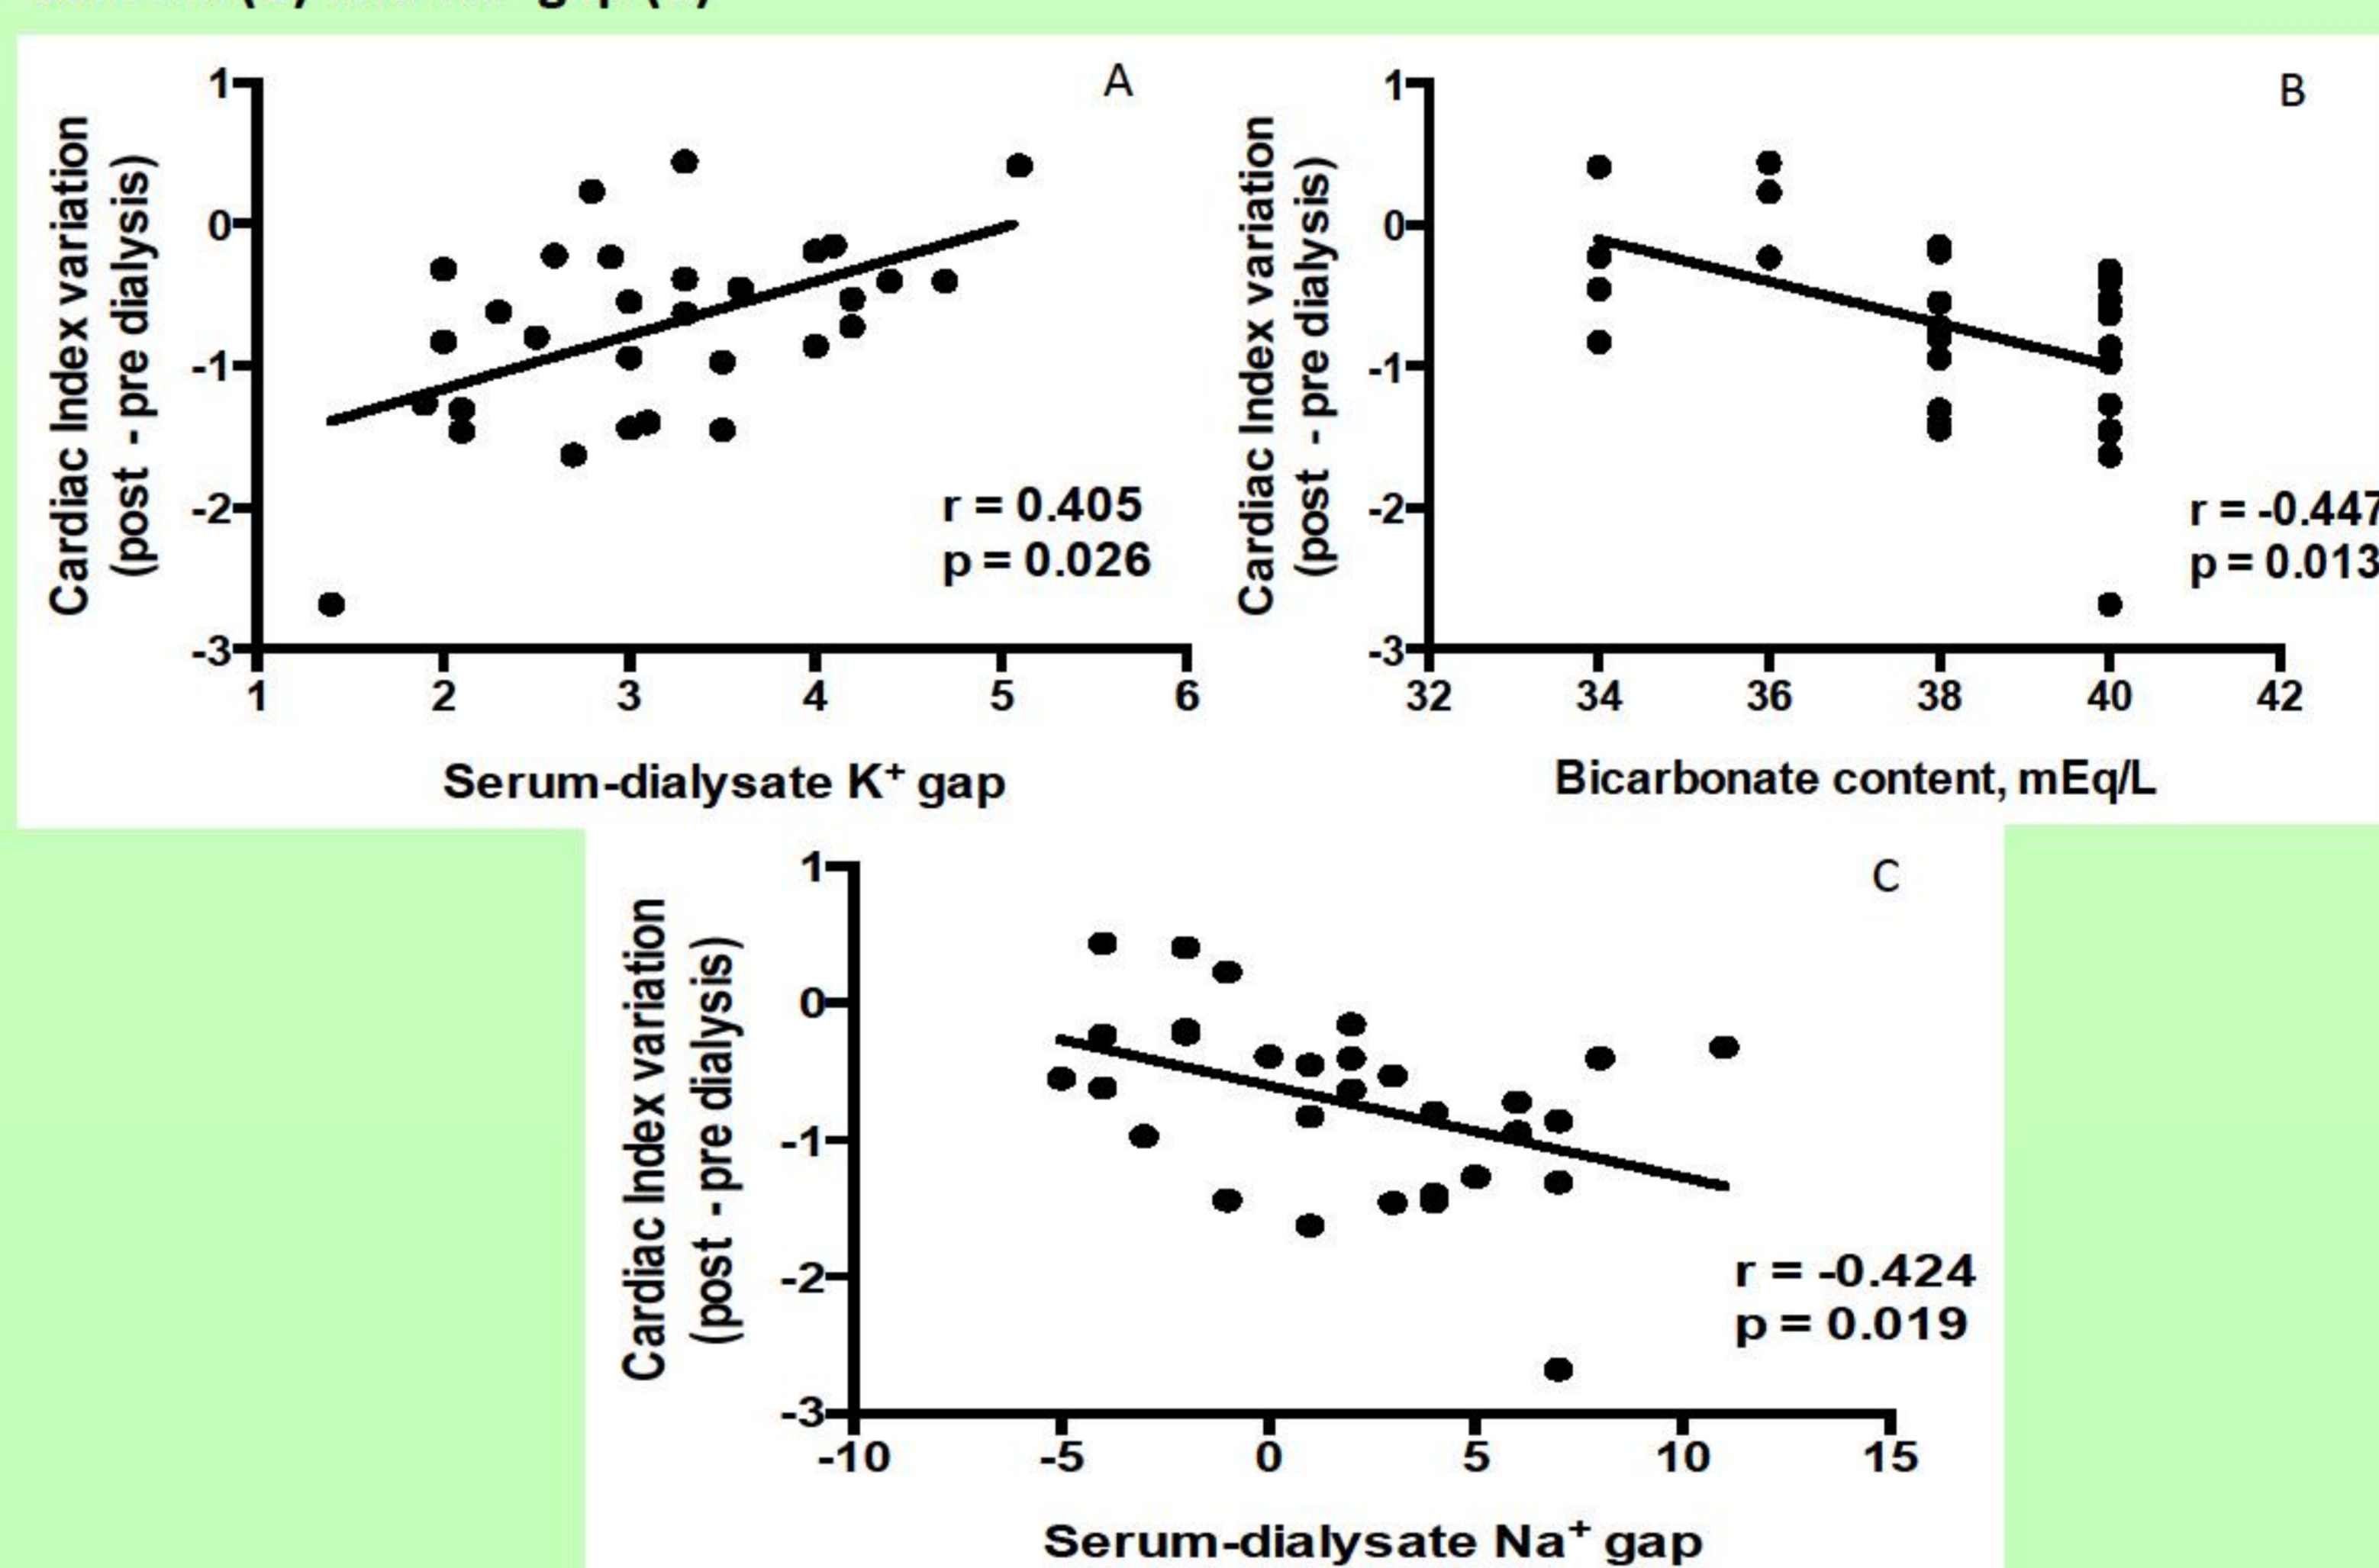 A
1
0
-1
-2
-3
Cardiac Index variation
(post - pre dialysis)
r = 0.405
p = 0.026
1 2 3 4 5 6
Serum-dialysate K+ gap
B
1
0
-1
-2
-3
Cardiac Index variation
(post - pre dialysis)
r = -0.447
p = 0.013
32 34 36 38 40 42
Bicarbonate content, mEq/L
C
1
0
-1
-2
-3
Cardiac Index variation
(post - pre dialysis)
r = -0.424
p = 0.019
-10 -5 0 5 10 15
Serum-dialysate Na+ gap